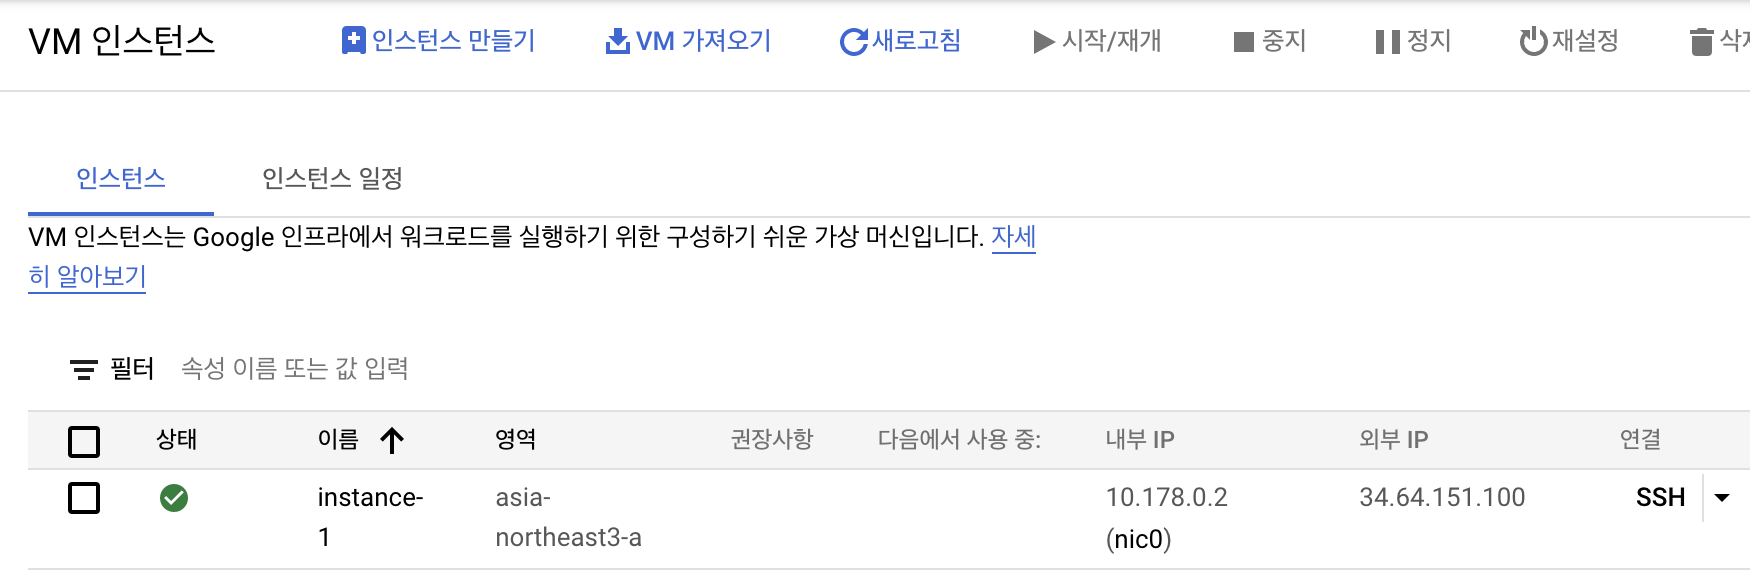 VM 인스턴스 인스턴스 만들기 VM 가져오기 새로고침 시작/재개 중지 정지 재설정
인스턴스 인스턴스 일정
VM 인스턴스는 Google 인프라에서 워크로드를 실행하기 위한 구성하기 쉬운 가상 머신입니다. 자세
히 알아보기
필터 속성 이름 또는 값 입력
상태 이름 영역 권장사항 다음에서 사용 중: 내부 IP 외부 IP 연결
instance- asia- 10.178.0.2 34.64.151.100 SSH
1 northeast3-a (nic0)